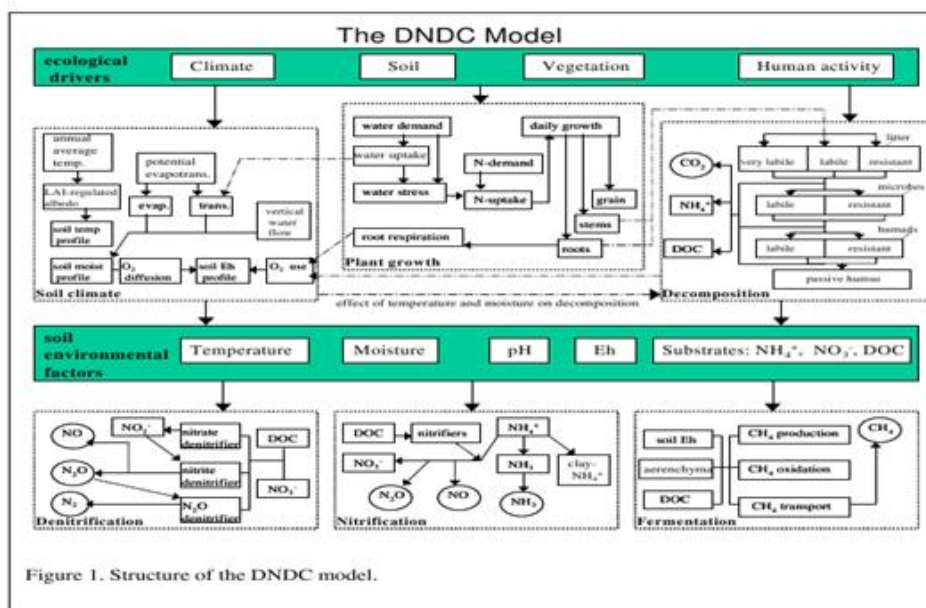 The DNDC Model
ecological
drivers
Climate
Soil
Vegetation
Human activity
annual
average
temp.
potential
evapotrans.
LAI-regulated
albedo
evap.
trans.
vertical
water
flow
soil temp
profile
soil moist
profile
O₂
diffusion
soil Eh
profile
O₂ use
Soil climate
water demand
daily growth
water uptake
N-demand
water stress
N-uptake
grain
stems
root respiration
roots
Plant growth
litter
CO₂
very labile
labile
resistant
microbes
NH₄⁺
labile
resistant
humads
DOC
labile
resistant
passive humus
Decomposition
effect of temperature and moisture on decomposition
soil
environmental
factors
Temperature
Moisture
pH
Eh
Substrates: NH₄⁺, NO₃⁻, DOC
NO
NO₂⁻
nitrate
denitrifier
DOC
N₂O
nitrite
denitrifier
NO₃⁻
N₂
N₂O
denitrifier
Denitrification
DOC
nitrifiers
NH₄⁺
NO₃⁻
NH₃
clay-
NH₄⁺
N₂O
NO
NH₃
Nitrification
soil Eh
CH₄ production
CH₄
aerenchyma
CH₄ oxidation
DOC
CH₄ transport
Fermentation
Figure 1. Structure of the DNDC model.